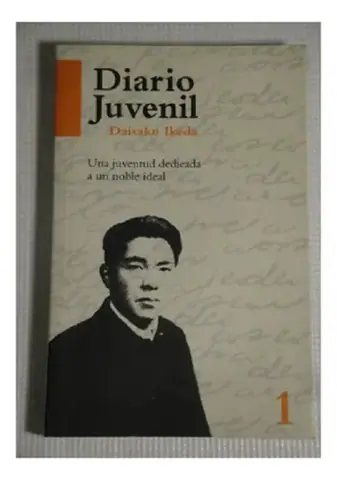 Diario
Juvenil
Daisaku Ikeda
Una juventud dedicada
a un noble ideal
1